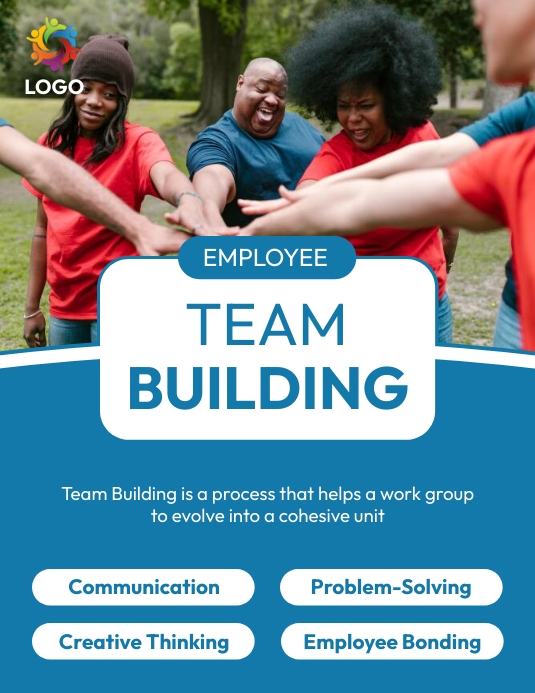 LOGO
EMPLOYEE
TEAM
BUILDING
Team Building is a process that helps a work group
to evolve into a cohesive unit
Communication
Problem-Solving
Creative Thinking
Employee Bonding